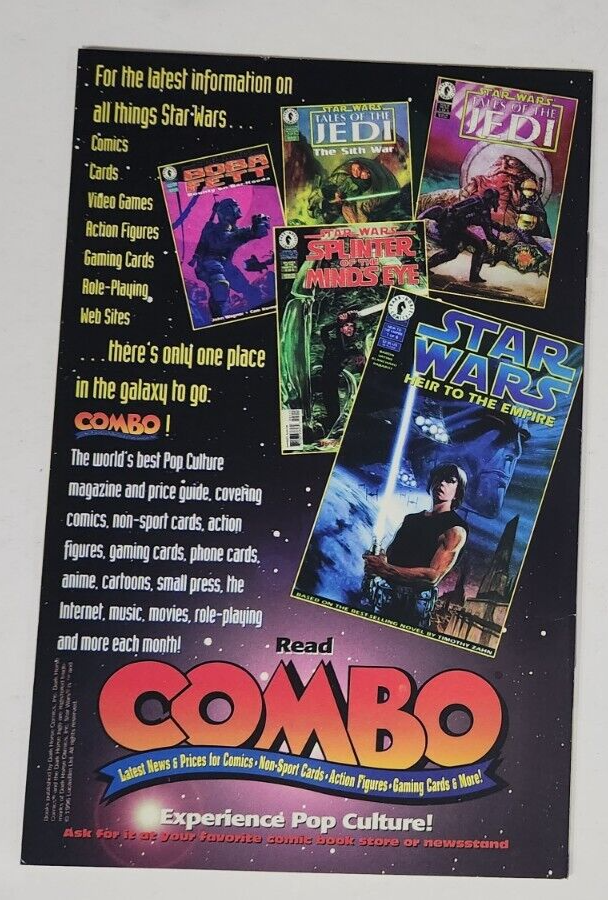 For the latest information on
all things Star Wars...
Comics
Cards
Video Games
Action Figures
Gaming Cards
Role-Playing
Web Sites
...there's only one place
in the galaxy to go:
COMBO!
The world's best Pop Culture
magazine and price guide, covering
comics, non-sport cards, action
figures, gaming cards, phone cards,
anime, cartoons, small press, the
Internet, music, movies, role-playing
and more each month!
BOBA
FETT
John Wagner
STAR WARS
TALES OF THE
JEDI
The Sith War
STAR WARS
TALES OF THE
JEDI
STAR WARS
SPLINTER
OF THE
MIND'S EYE
STAR
WARS
HEIR TO THE EMPIRE
BASED ON THE BEST SELLING NOVEL BY TIMOTHY ZAHN
Read
COMBO
Latest News & Prices for Comics • Non-Sport Cards • Action Figures • Gaming Cards & More!
Experience Pop Culture!
Ask for it at your favorite comic book store or newsstand